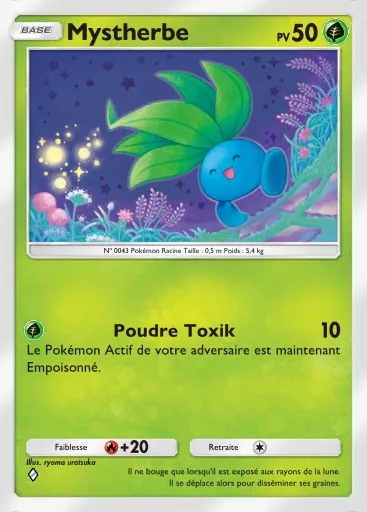 BASE Mystherbe PV 50
N° 0043 Pokémon Racine Taille : 0,5 m Poids : 5,4 kg
Poudre Toxik 10
Le Pokémon Actif de votre adversaire est maintenant
Empoisonné.
Faiblesse +20 Retraite
Illus. ryoma uratsuka
Il ne bouge que lorsqu'il est exposé aux rayons de la lune.
Il se déplace alors pour disséminer ses graines.